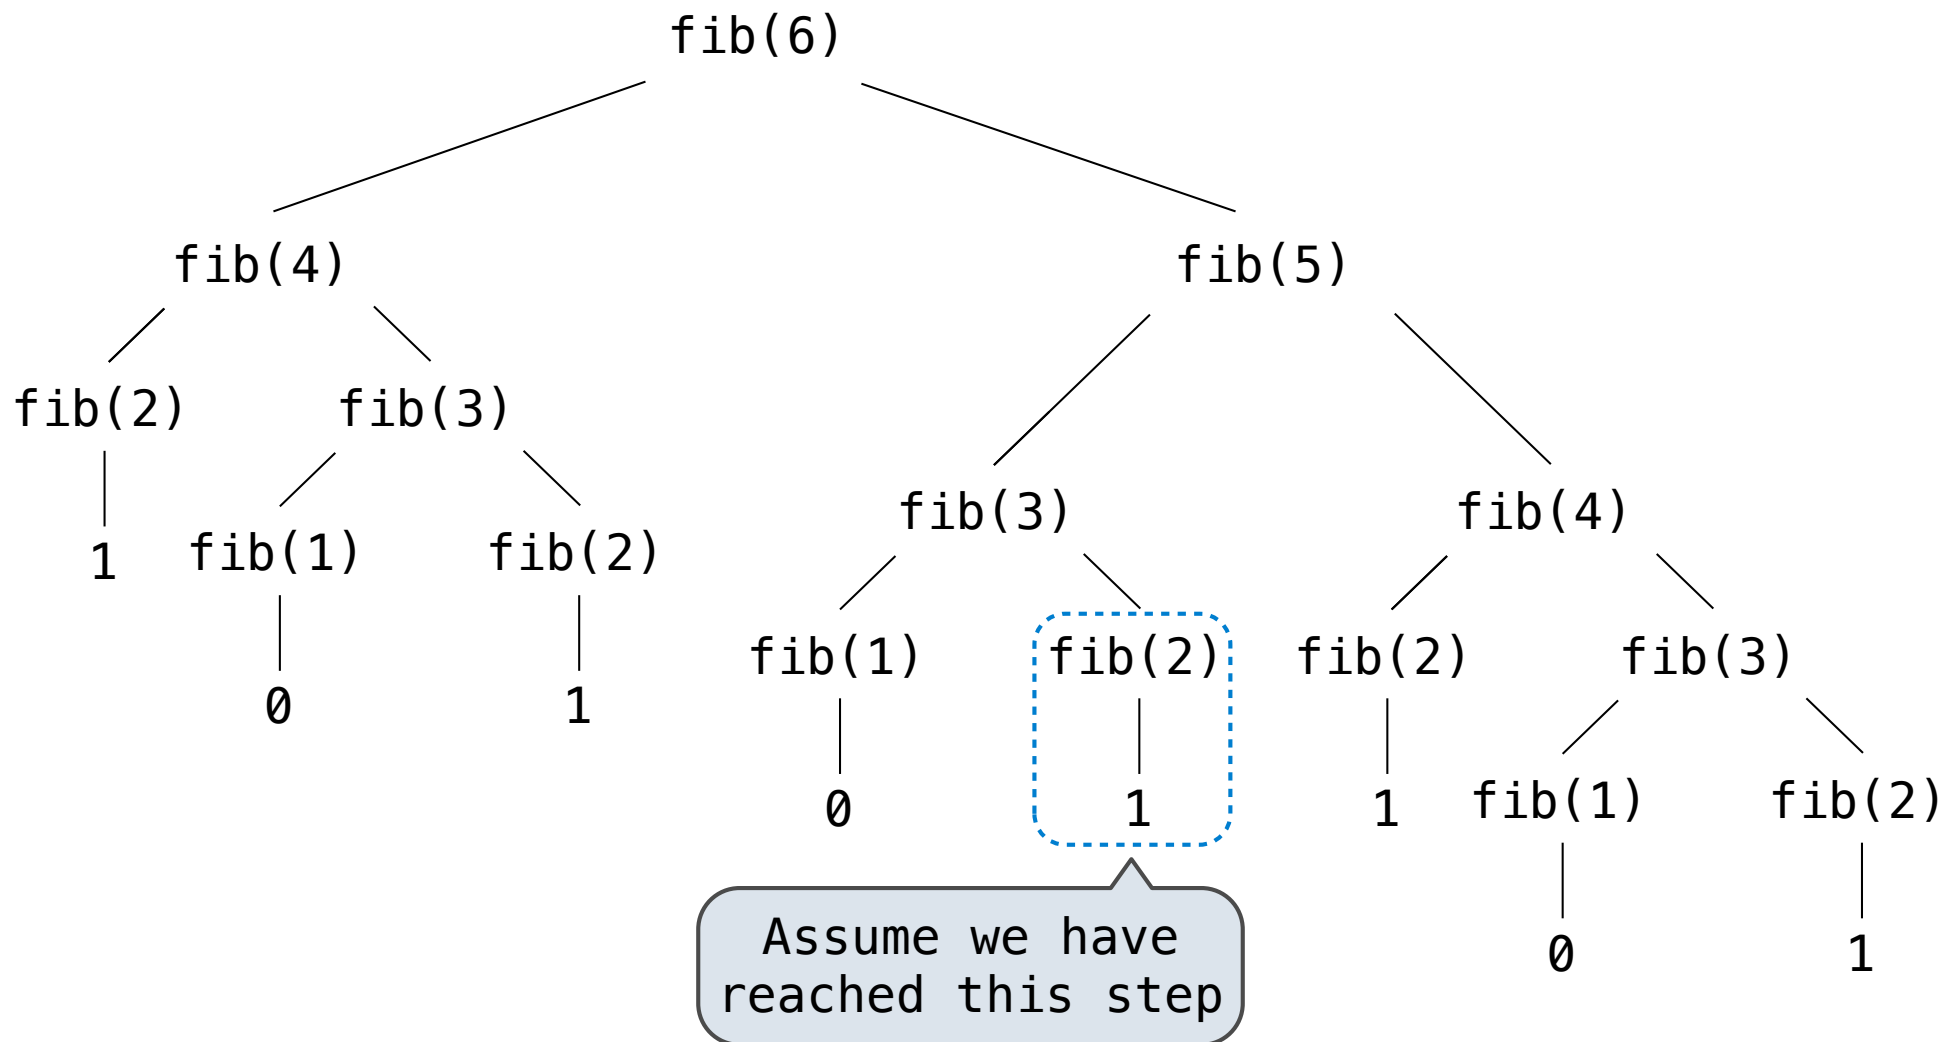 fib(6)
fib(4)
fib(5)
fib(2)
fib(3)
fib(3)
fib(4)
1
fib(1)
fib(2)
fib(1)
fib(2)
fib(2)
fib(3)
0
1
0
1
1
fib(1)
fib(2)
0
1
Assume we have
reached this step